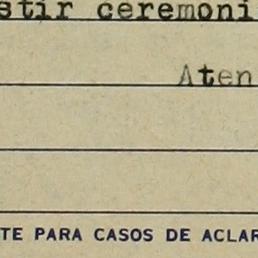 stir ceremoni
Aten
TE PARA CASOS DE ACLAR